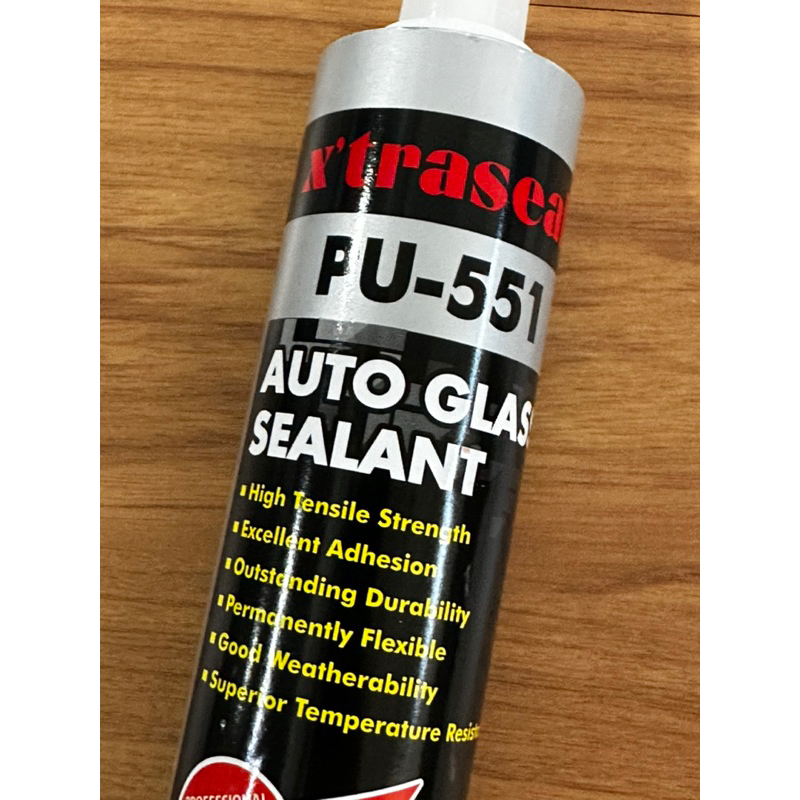 x'traseal
PU-551
AUTO GLASS
SEALANT
▪ High Tensile Strength
▪ Excellent Adhesion
▪ Outstanding Durability
▪ Permanently Flexible
▪ Good Weatherability
▪ Superior Temperature Resist
PROFESSIONAL